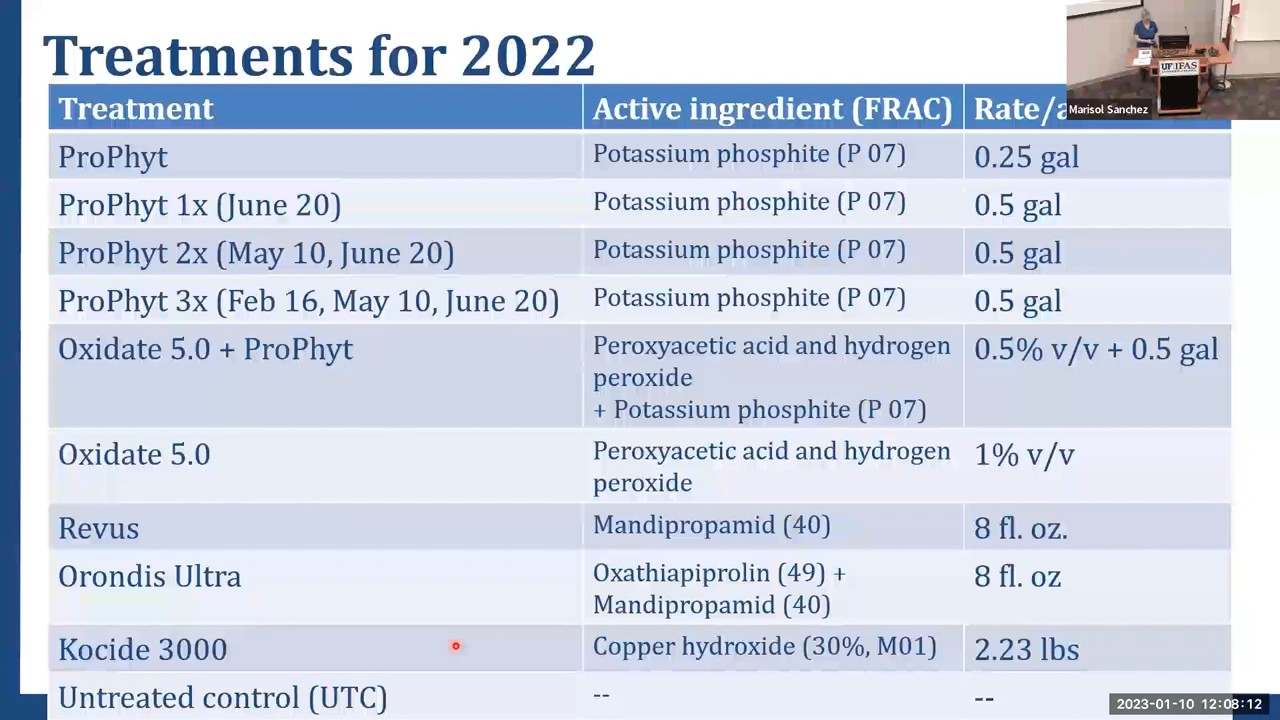 Treatments for 2022
Treatment Active ingredient (FRAC) Rate/a
ProPhyt Potassium phosphite (P 07) 0.25 gal
ProPhyt 1x (June 20) Potassium phosphite (P 07) 0.5 gal
ProPhyt 2x (May 10, June 20) Potassium phosphite (P 07) 0.5 gal
ProPhyt 3x (Feb 16, May 10, June 20) Potassium phosphite (P 07) 0.5 gal
Oxidate 5.0 + ProPhyt Peroxyacetic acid and hydrogen 0.5% v/v + 0.5 gal
peroxide
+ Potassium phosphite (P 07)
Oxidate 5.0 Peroxyacetic acid and hydrogen 1% v/v
peroxide
Revus Mandipropamid (40) 8 fl. oz.
Orondis Ultra Oxathiapiprolin (49) + 8 fl. oz
Mandipropamid (40)
Kocide 3000 Copper hydroxide (30%, M01) 2.23 lbs
Untreated control (UTC) -- --
UF IFAS
Marisol Sanchez
2023-01-10 12:08:12